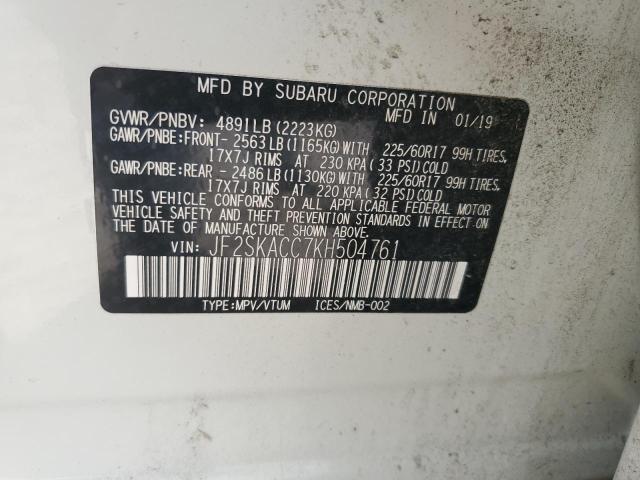 MFD BY SUBARU CORPORATION
GVWR/PNBV: 4891LB (2223KG) MFD IN 01/19
GAWR/PNBE:FRONT- 2563LB (1165KG) WITH 225/60R17 99H TIRES,
17X7J RIMS AT 230 KPA (33 PSI) COLD
GAWR/PNBE:REAR - 2486LB (1130KG) WITH 225/60R17 99H TIRES,
17X7J RIMS AT 220 KPA (32 PSI) COLD
THIS VEHICLE CONFORMS TO ALL APPLICABLE FEDERAL MOTOR
VEHICLE SAFETY AND THEFT PREVENTION STANDARDS IN EFFECT ON
THE DATE OF MANUFACTURE SHOWN ABOVE.
VIN: JF2SKACC7KH504761
TYPE:MPV/VTUM ICES/NMB-002